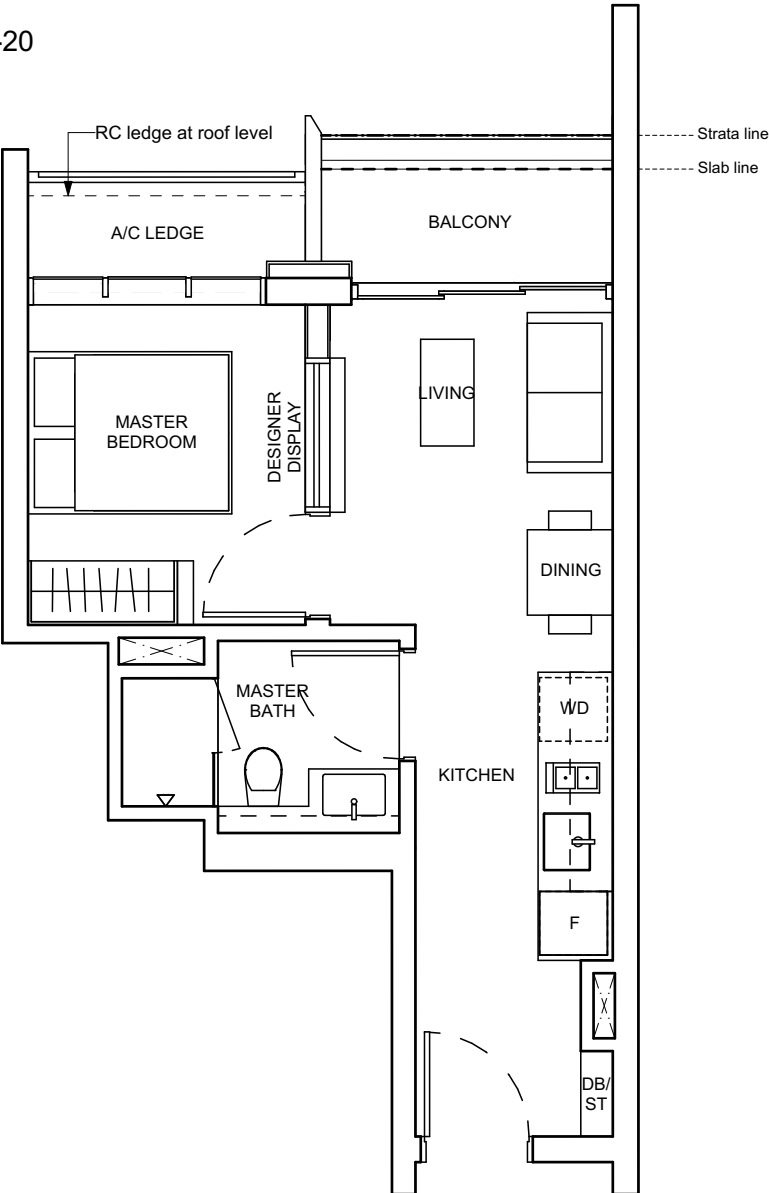 -20
RC ledge at roof level
Strata line
Slab line
A/C LEDGE
BALCONY
MASTER
BEDROOM
DESIGNER
DISPLAY
LIVING
DINING
MASTER
BATH
WD
KITCHEN
F
DB/
ST